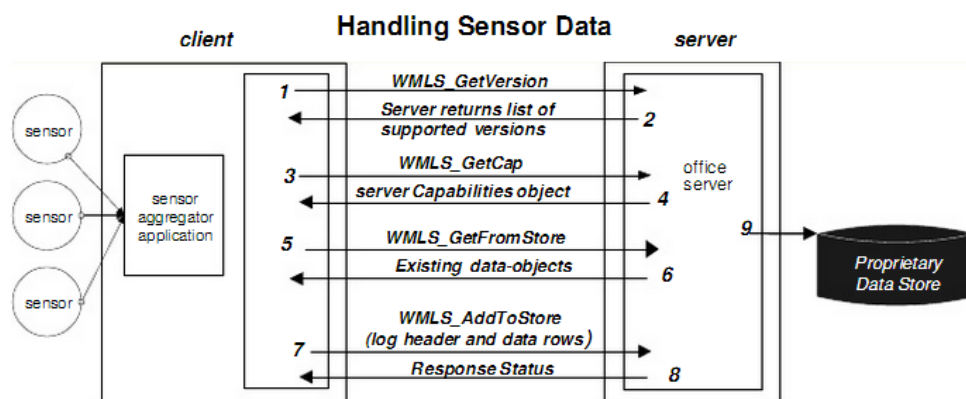 Handling Sensor Data
client
server
1
WMLS_GetVersion
Server returns list of
supported versions
2
sensor
sensor
sensor
sensor
aggregator
application
3
WMLS_GetCap
server Capabilities object
4
office
server
5
WMLS_GetFromStore
Existing data-objects
6
9
Proprietary
Data Store
7
WMLS_AddToStore
(log header and data rows)
Response Status
8